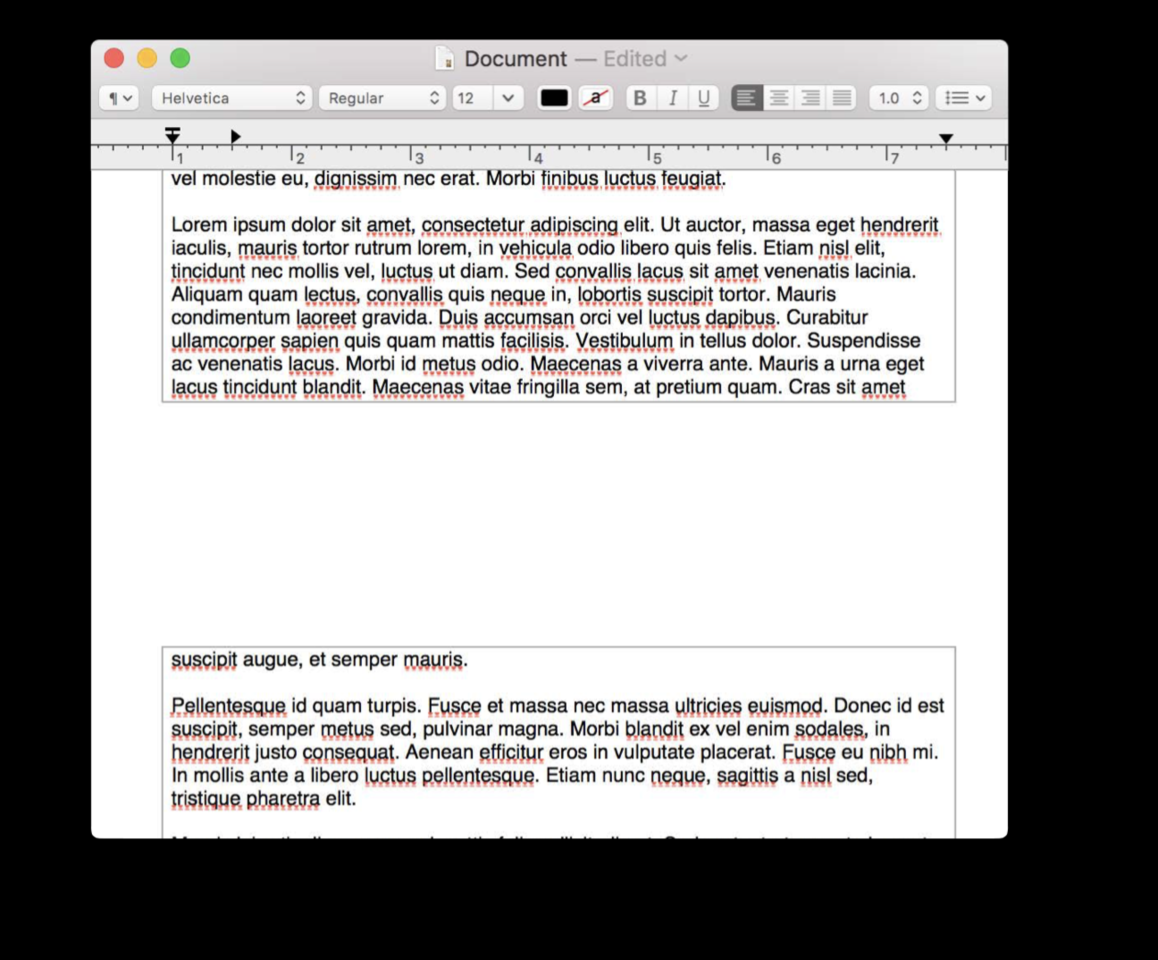 Document — Edited
¶ Helvetica Regular 12 a B I U 1.0
1 2 3 4 5 6 7
vel molestie eu, dignissim nec erat. Morbi finibus luctus feugiat.
Lorem ipsum dolor sit amet, consectetur adipiscing elit. Ut auctor, massa eget hendrerit
iaculis, mauris tortor rutrum lorem, in vehicula odio libero quis felis. Etiam nisl elit,
tincidunt nec mollis vel, luctus ut diam. Sed convallis lacus sit amet venenatis lacinia.
Aliquam quam lectus, convallis quis neque in, lobortis suscipit tortor. Mauris
condimentum laoreet gravida. Duis accumsan orci vel luctus dapibus. Curabitur
ullamcorper sapien quis quam mattis facilisis. Vestibulum in tellus dolor. Suspendisse
ac venenatis lacus. Morbi id metus odio. Maecenas a viverra ante. Mauris a urna eget
lacus tincidunt blandit. Maecenas vitae fringilla sem, at pretium quam. Cras sit amet
suscipit augue, et semper mauris.
Pellentesque id quam turpis. Fusce et massa nec massa ultricies euismod. Donec id est
suscipit, semper metus sed, pulvinar magna. Morbi blandit ex vel enim sodales, in
hendrerit justo consequat. Aenean efficitur eros in vulputate placerat. Fusce eu nibh mi.
In mollis ante a libero luctus pellentesque. Etiam nunc neque, sagittis a nisl sed,
tristique pharetra elit.